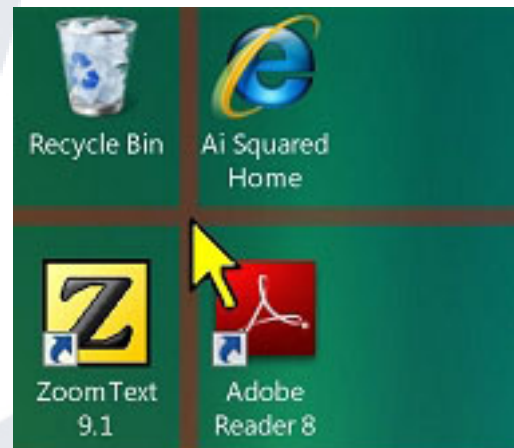 Recycle Bin
Ai Squared
Home
Z
ZoomText
9.1
Adobe
Reader 8